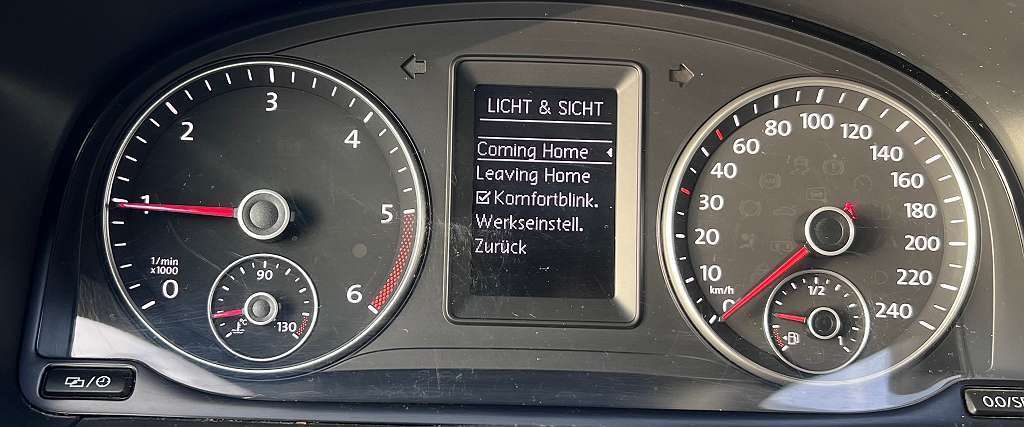 LICHT & SICHT
Coming Home
Leaving Home
Komfortblink.
Werkseinstell.
Zurück
0
1
2
3
4
5
6
1/min
x1000
90
130
°C
0
10
20
30
40
60
80
100
120
140
160
180
200
220
240
km/h
1/2
1